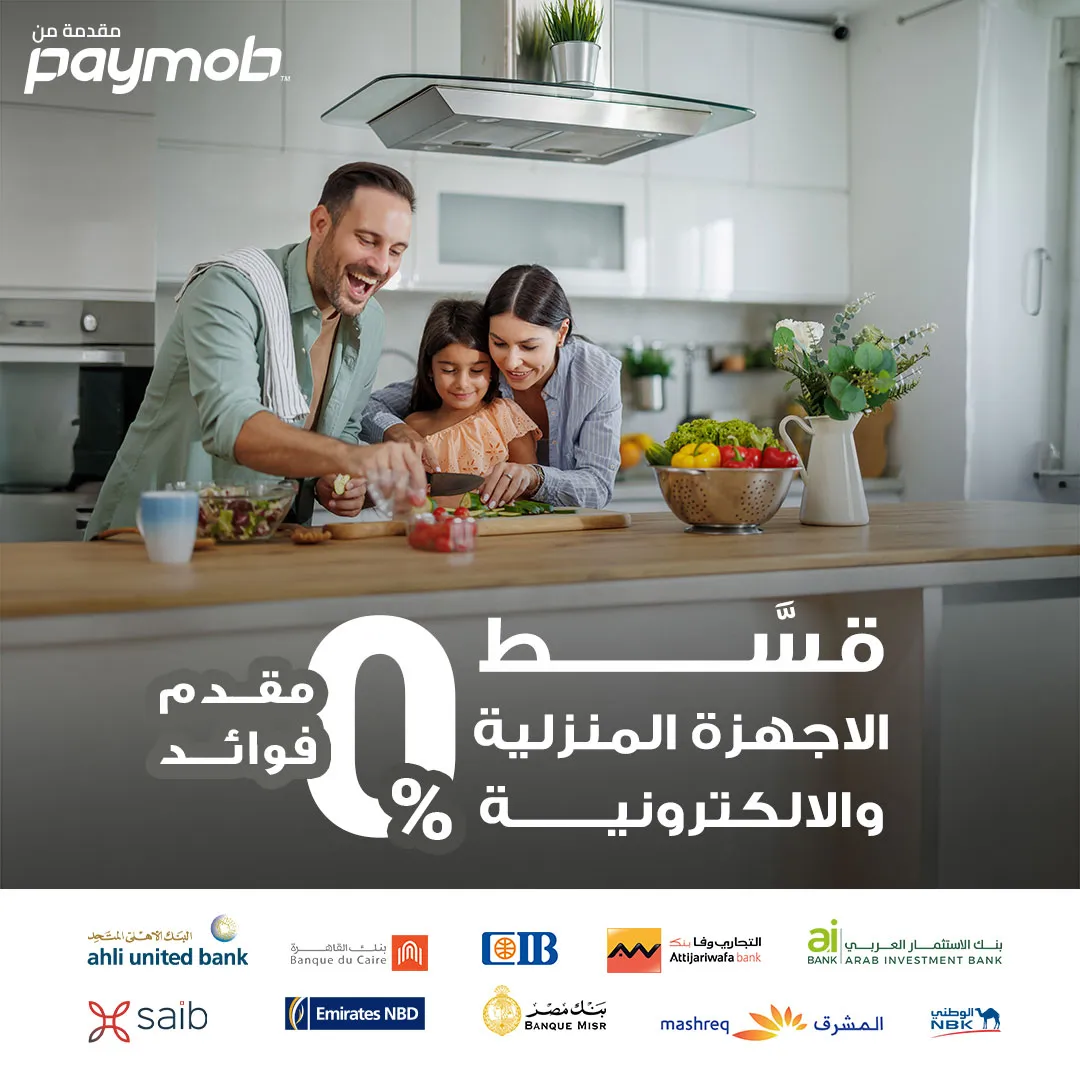 مقدمة من
paymob™
قسَّط
الاجهزة المنزلية
والالكترونية
0%
مقدم
فوائد
البنك الأهلى المتحد
ahli united bank
بنك القاهرة
Banque du Caire
CIB
التجاري وفا بنك
Attijariwafa bank
ai
BANK
بنك الاستثمار العربي
ARAB INVESTMENT BANK
saib
Emirates NBD
بنك مصر
BANQUE MISR
mashreq المشرق
الوطني
NBK